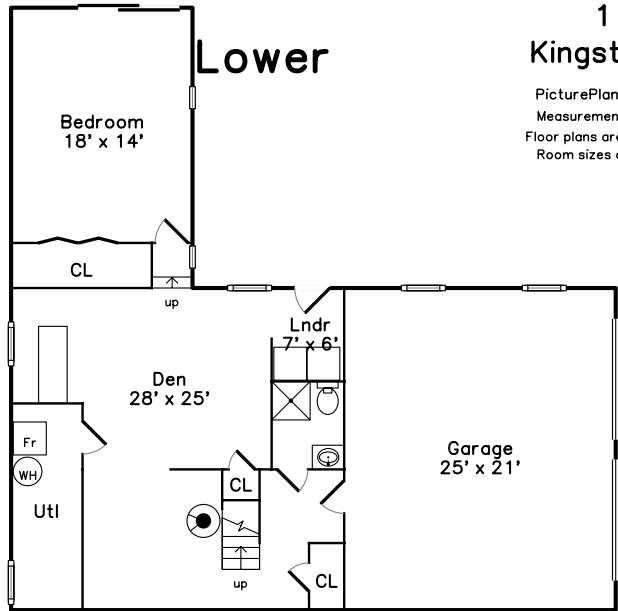 1
Lower
Kingst
PicturePlan
Measuremen
Floor plans are
Room sizes
Bedroom
18' x 14'
CL
up
Lndr
7' x 6'
Den
28' x 25'
Fr
WH
Utl
CL
Garage
25' x 21'
up
CL